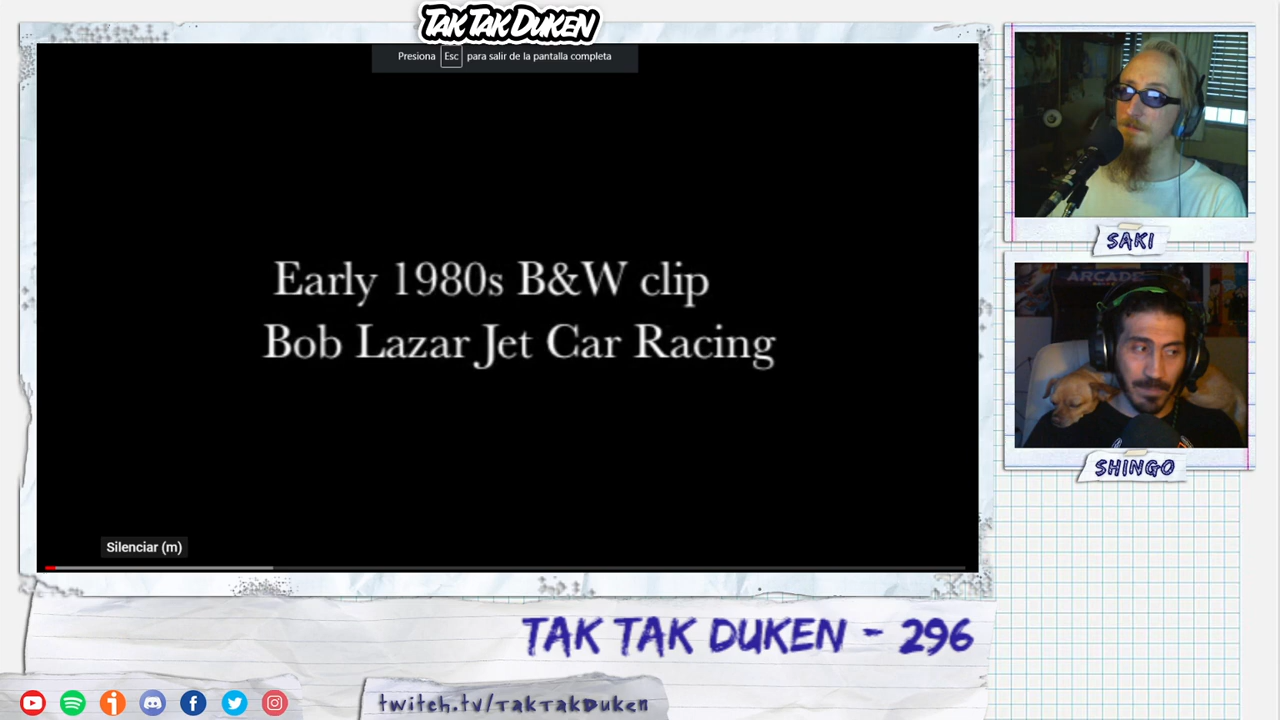 TAK TAK DUKEN
Presiona Esc para salir de la pantalla completa
Early 1980s B&W clip
Bob Lazar Jet Car Racing
Silenciar (m)
SAKI
ARCADE
SHINGO
TAK TAK DUKEN - 296
twitch.tv/TAKTAKDUKEN